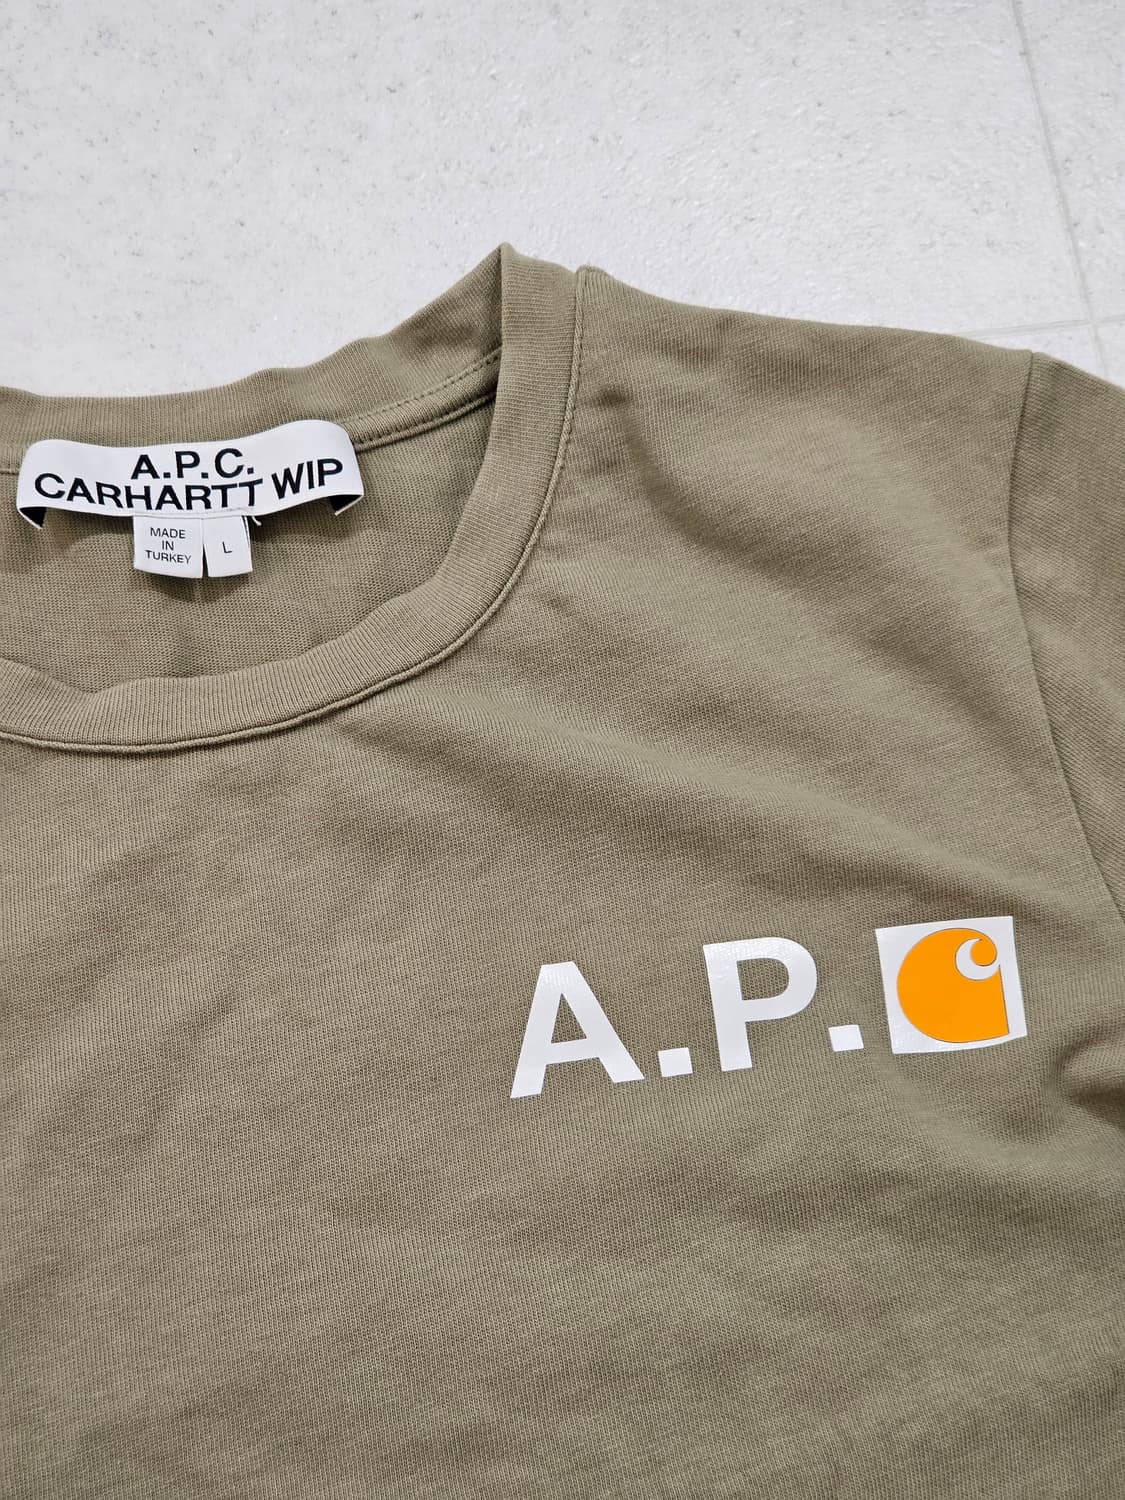 A.P.C.
CARHARTT WIP
MADE
IN
TURKEY
L
A.P.